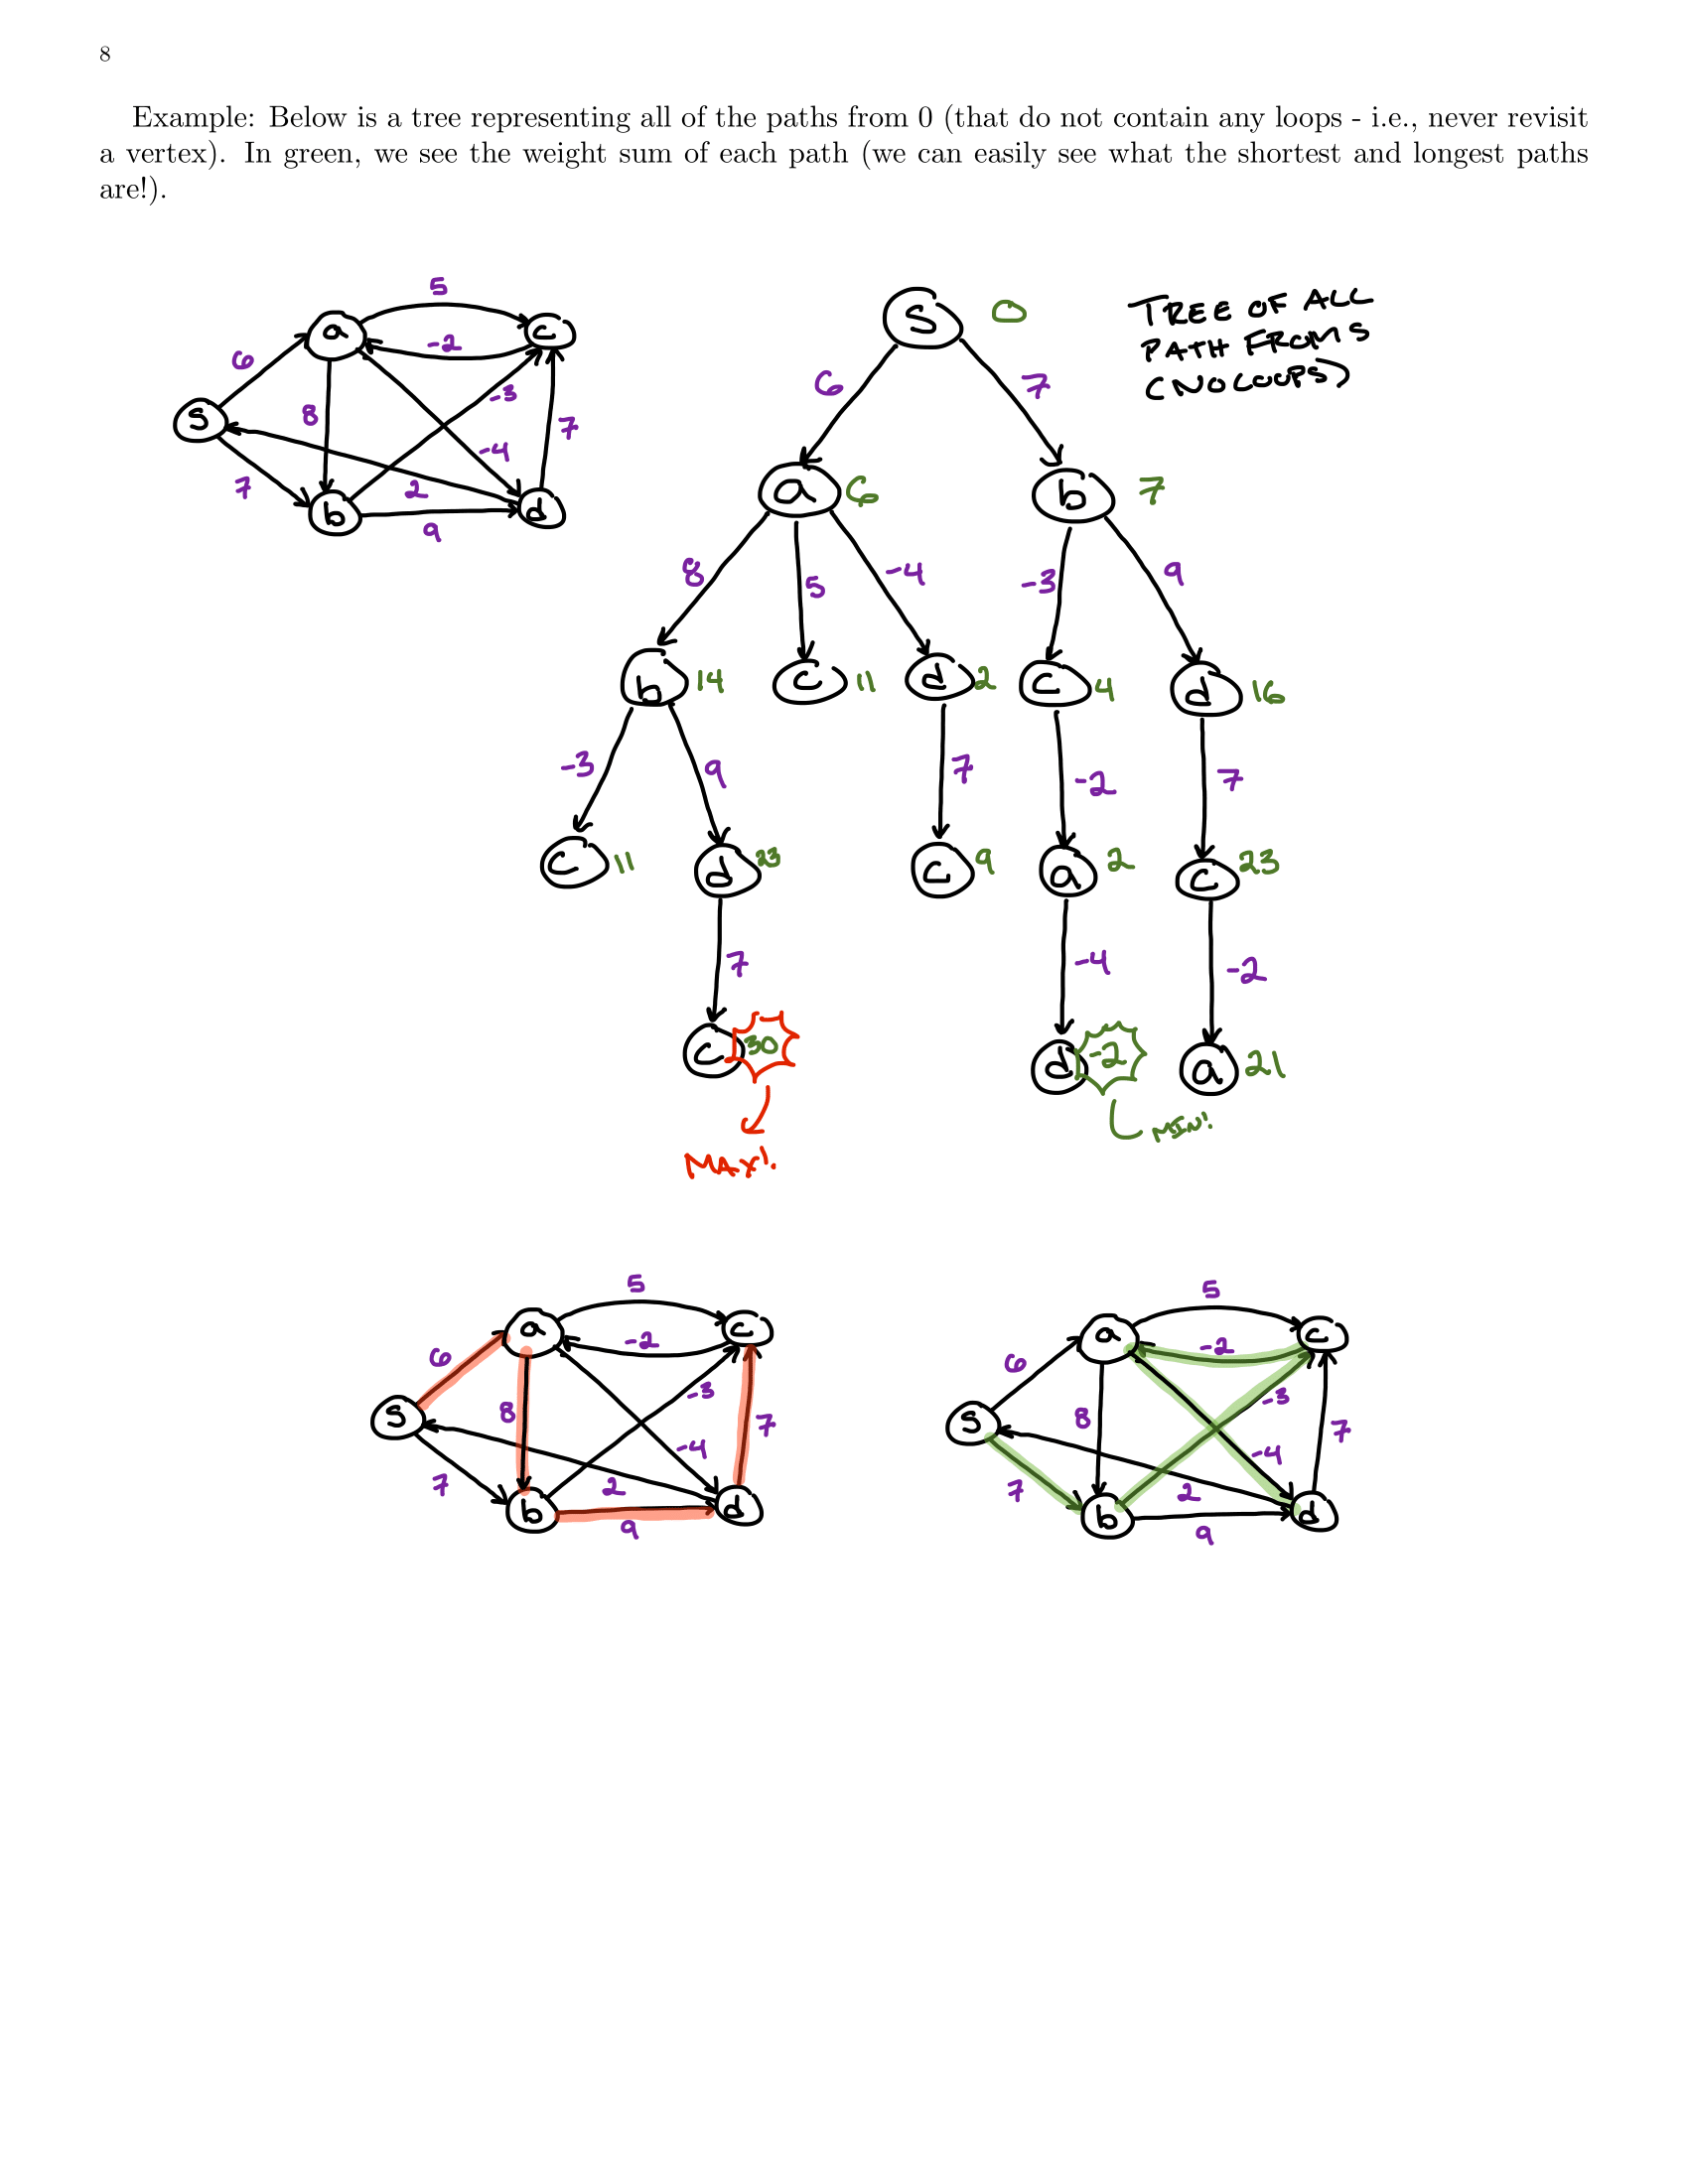 8
Example: Below is a tree representing all of the paths from 0 (that do not contain any loops - i.e., never revisit
a vertex). In green, we see the weight sum of each path (we can easily see what the shortest and longest paths
are!).
5
a
c
-2
6
-3
s
8
-4
7
7
2
b
d
9
S
0
TREE OF ALL
PATH FROM S
(NO LOOPS)
6
7
a
6
b
7
8
5
-4
-3
9
b
14
c
11
d
2
c
4
d
16
-3
9
7
-2
7
c
11
d
23
c
9
a
2
c
23
7
-4
-2
c
30
d
-2
a
21
MAX!
MIN!
5
a
c
-2
6
-3
s
8
-4
7
7
2
b
d
9
5
a
c
-2
6
-3
s
8
-4
7
7
2
b
d
9